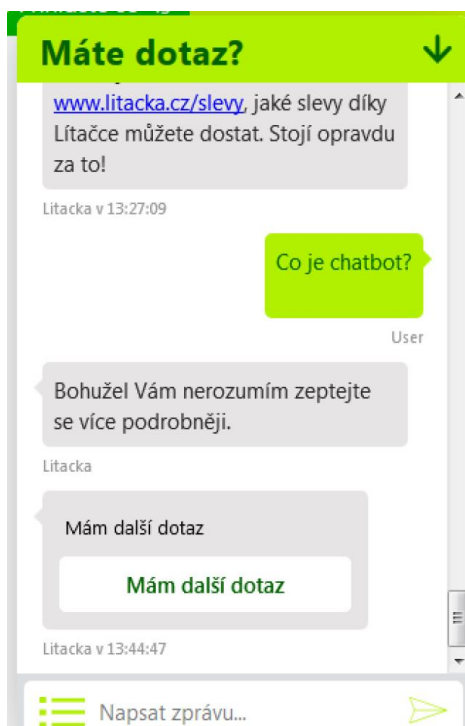 Máte dotaz?
www.litacka.cz/slevy, jaké slevy díky
Lítačce můžete dostat. Stojí opravdu
za to!
Litacka v 13:27:09
Co je chatbot?
User
Bohužel Vám nerozumím zeptejte
se více podrobněji.
Litacka
Mám další dotaz
Mám další dotaz
Litacka v 13:44:47
Napsat zprávu...